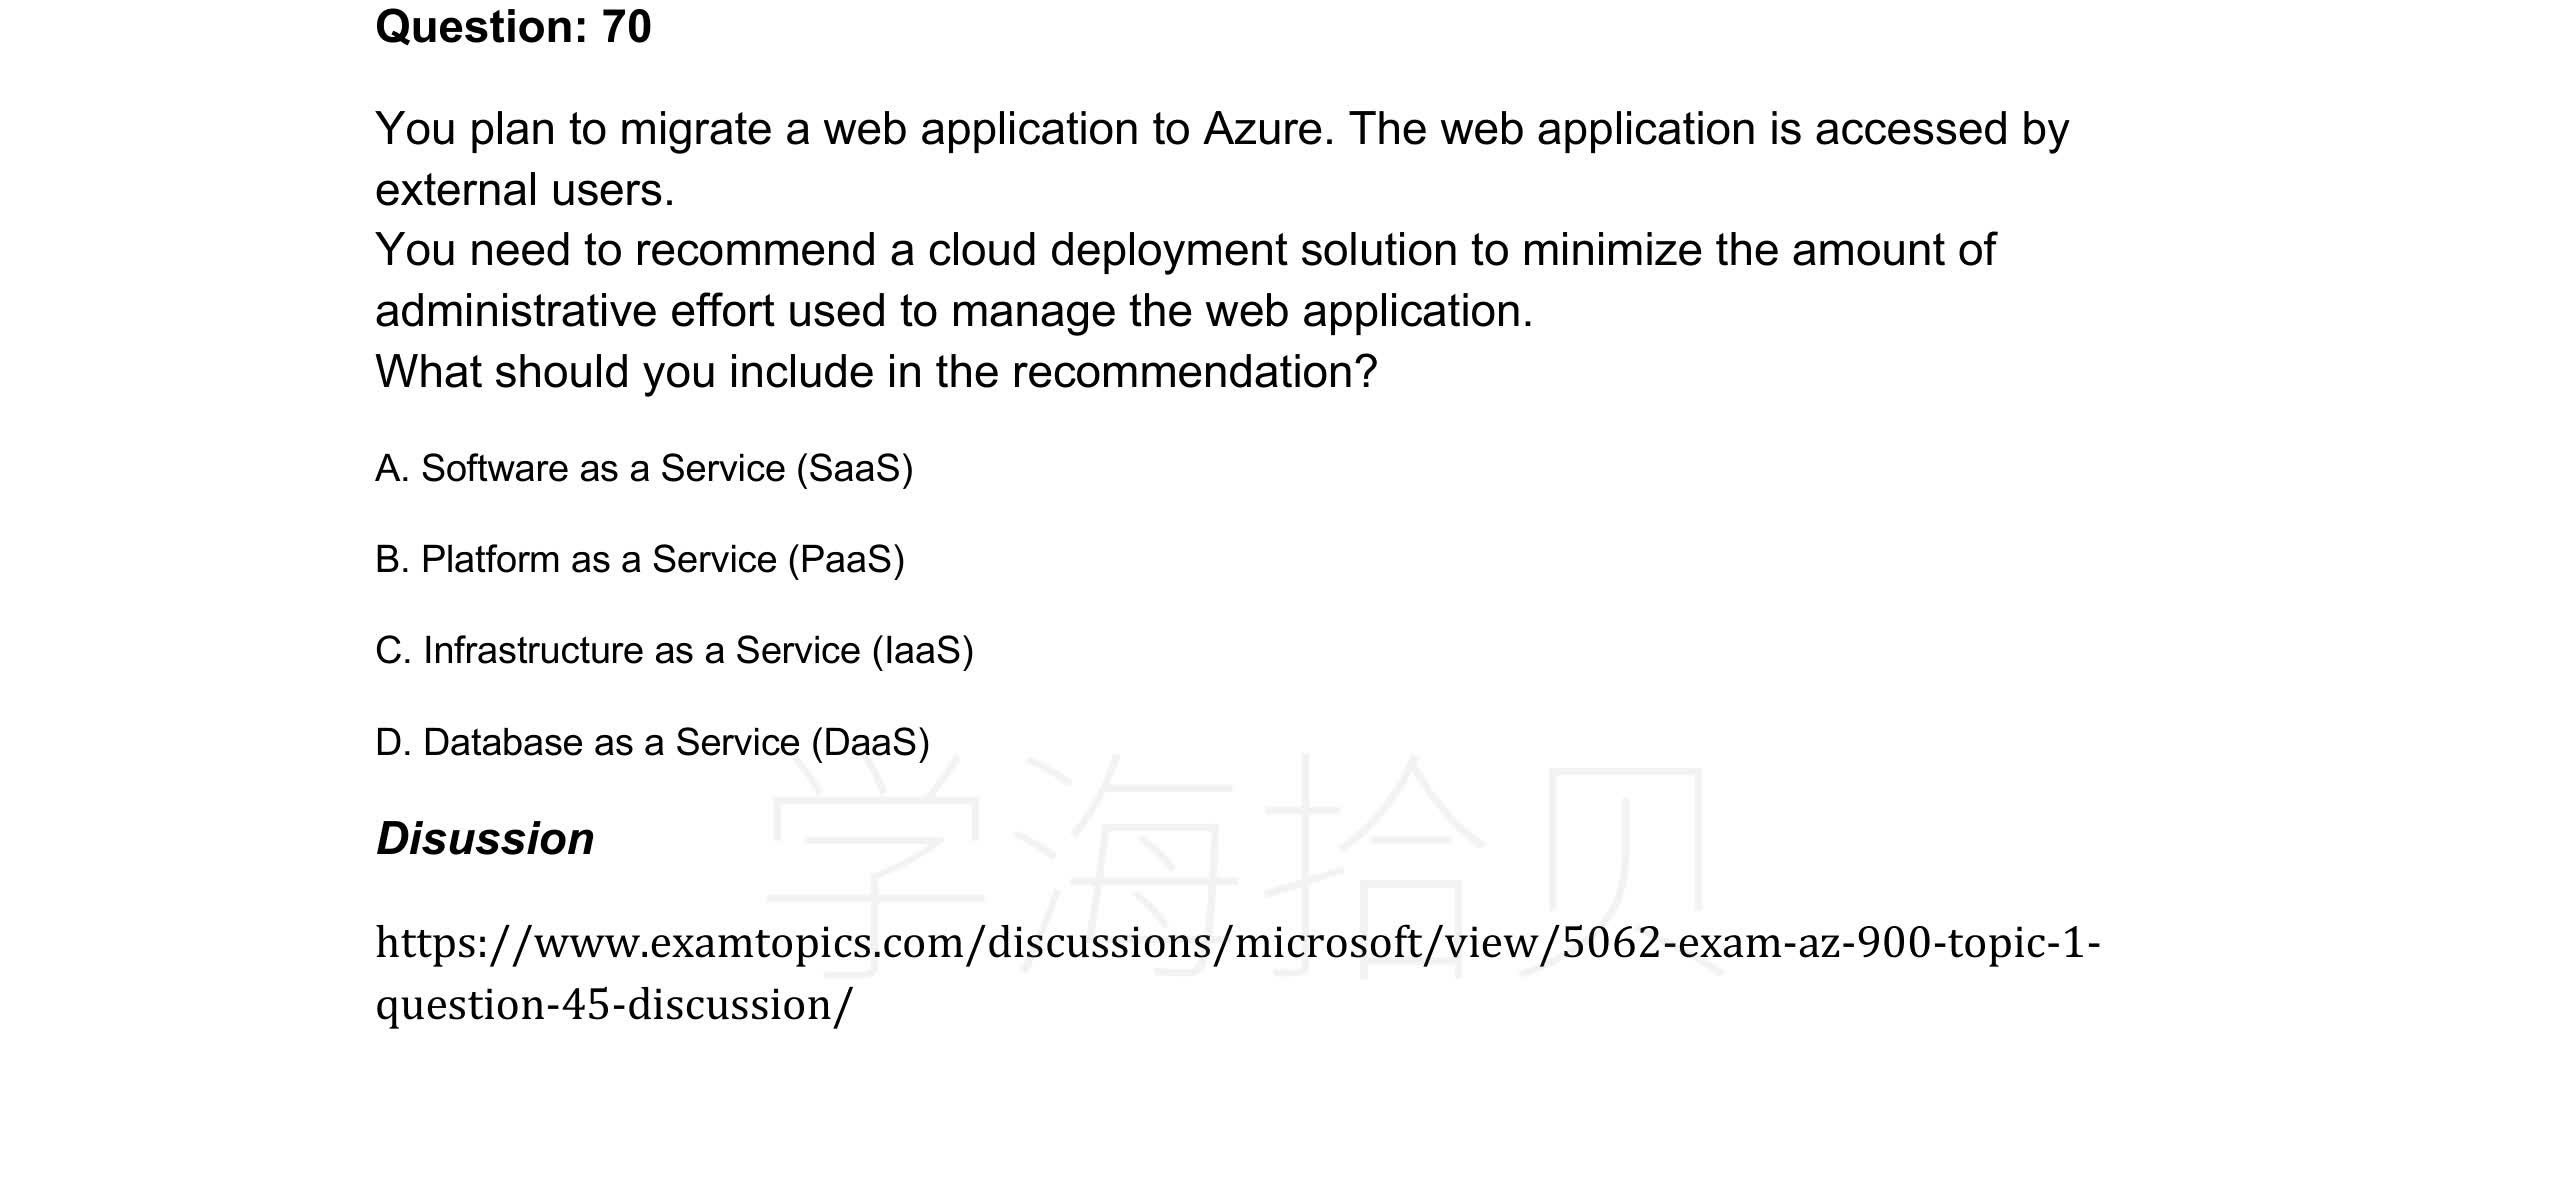 Question: 70
You plan to migrate a web application to Azure. The web application is accessed by
external users.
You need to recommend a cloud deployment solution to minimize the amount of
administrative effort used to manage the web application.
What should you include in the recommendation?
A. Software as a Service (SaaS)
B. Platform as a Service (PaaS)
C. Infrastructure as a Service (IaaS)
D. Database as a Service (DaaS)
学海拾贝
Disussion
https://www.examtopics.com/discussions/microsoft/view/5062-exam-az-900-topic-1-
question-45-discussion/